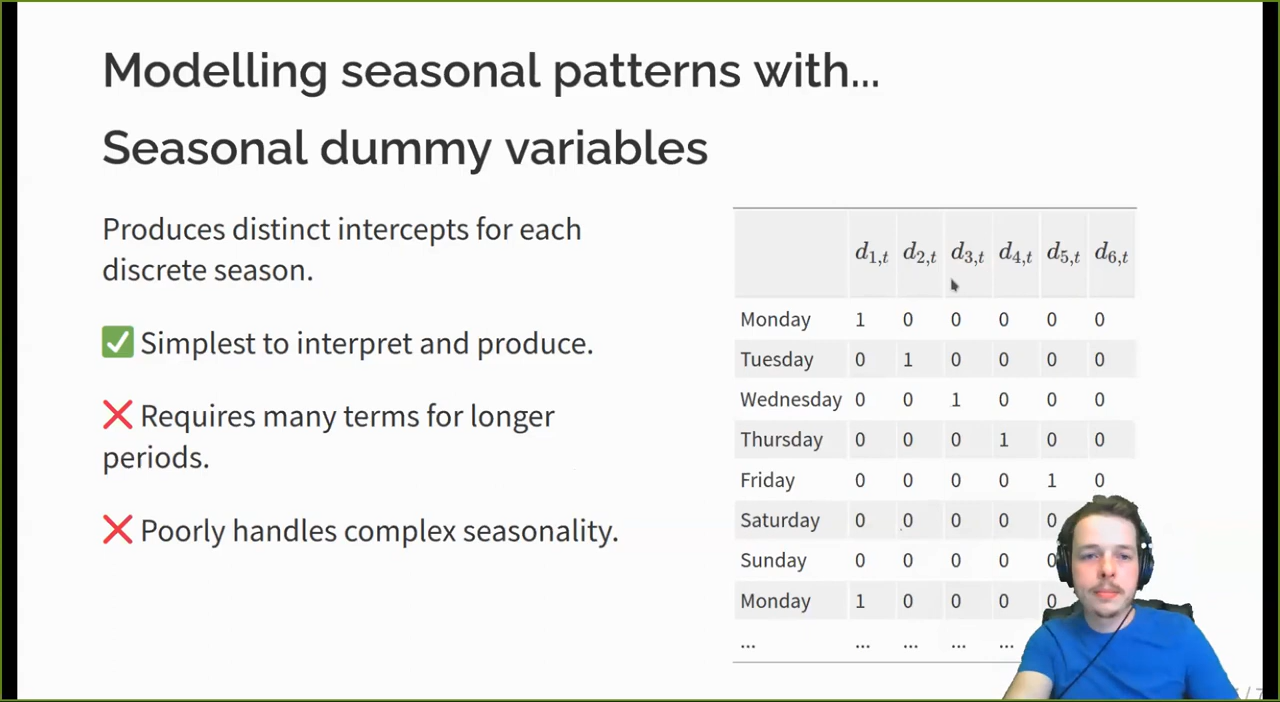 Modelling seasonal patterns with...
Seasonal dummy variables
Produces distinct intercepts for each
discrete season.
✅ Simplest to interpret and produce.
❌ Requires many terms for longer
periods.
❌ Poorly handles complex seasonality.
d1,t d2,t d3,t d4,t d5,t d6,t
Monday 1 0 0 0 0 0
Tuesday 0 1 0 0 0 0
Wednesday 0 0 1 0 0 0
Thursday 0 0 0 1 0 0
Friday 0 0 0 0 1 0
Saturday 0 0 0 0 0
Sunday 0 0 0 0 0
Monday 1 0 0 0 0
... ... ... ... ...